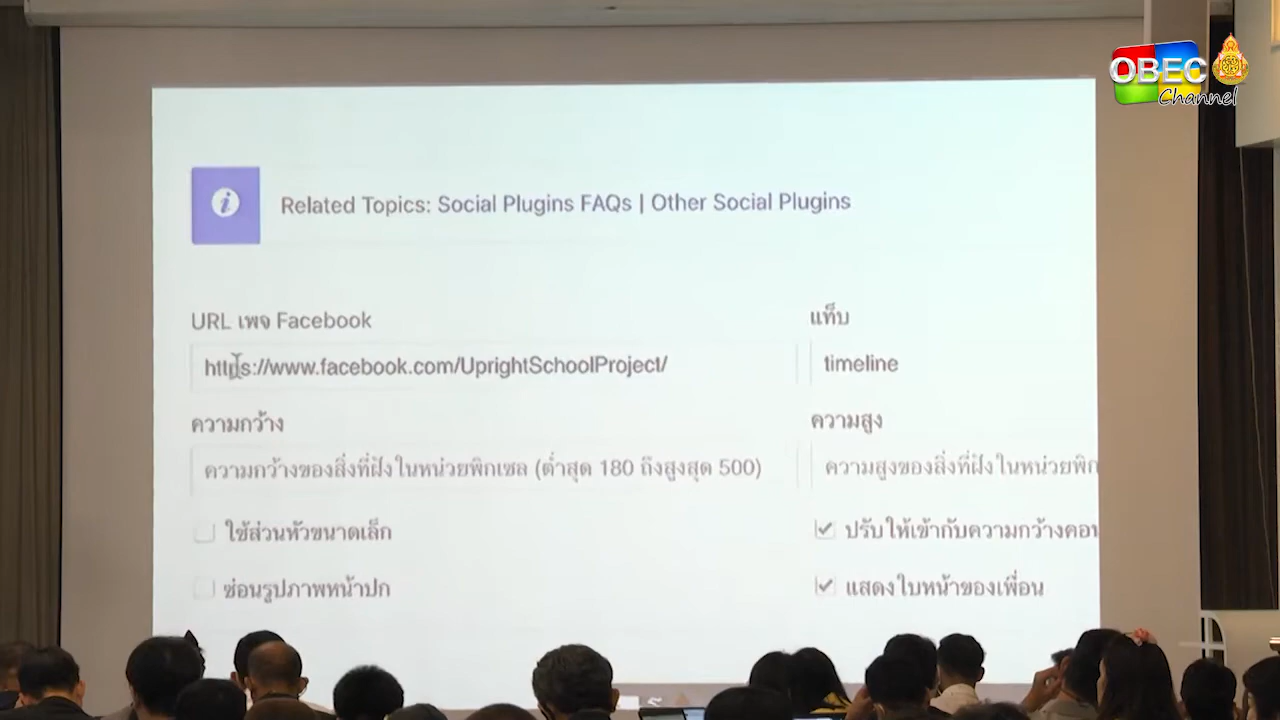 OBEC
Channel
Related Topics: Social Plugins FAQs | Other Social Plugins
URL เพจ Facebook
แท็บ
https://www.facebook.com/UprightSchoolProject/
timeline
ความกว้าง
ความสูง
ความกว้างของสิ่งที่ฝังในหน่วยพิกเซล (ต่ำสุด 180 ถึงสูงสุด 500)
ความสูงของสิ่งที่ฝังในหน่วยพิก
ใช้ส่วนหัวขนาดเล็ก
ปรับให้เข้ากับความกว้างคอน
ซ่อนรูปภาพหน้าปก
แสดงใบหน้าของเพื่อน